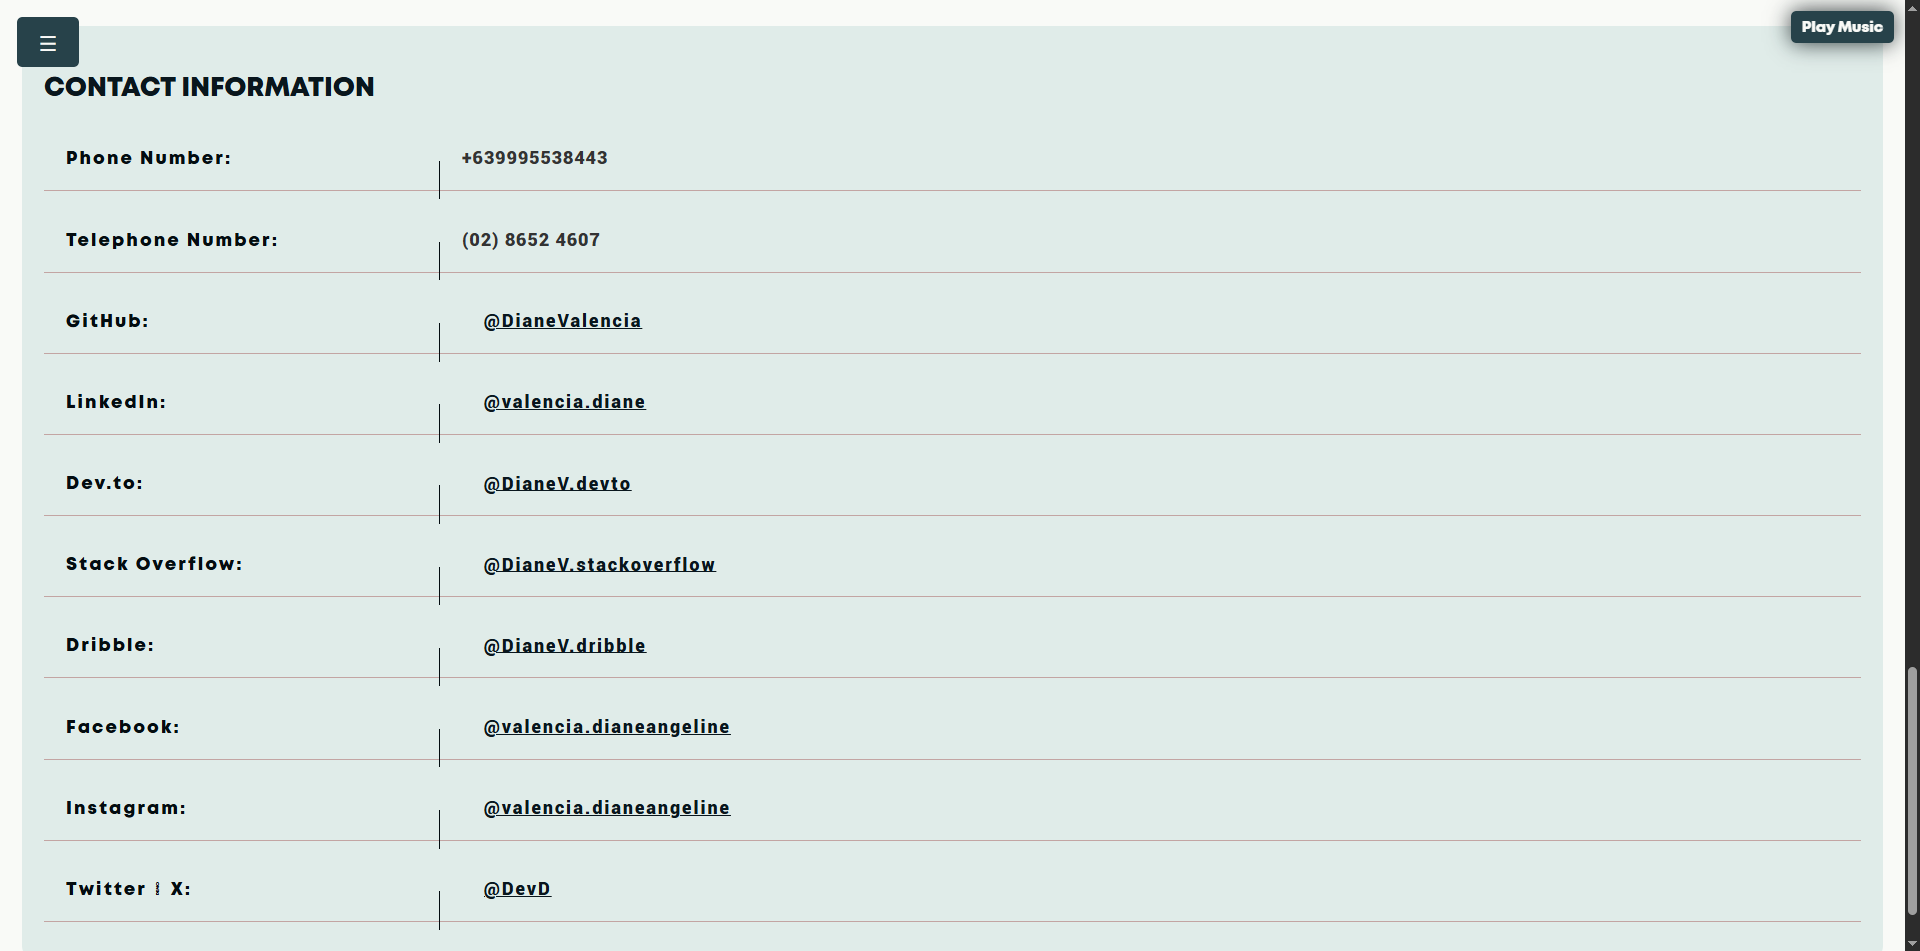 ☰
Play Music
CONTACT INFORMATION
Phone Number: +639995538443
Telephone Number: (02) 8652 4607
GitHub: @DianeValencia
LinkedIn: @valencia.diane
Dev.to: @DianeV.devto
Stack Overflow: @DianeV.stackoverflow
Dribble: @DianeV.dribble
Facebook: @valencia.dianeangeline
Instagram: @valencia.dianeangeline
Twitter X: @DevD